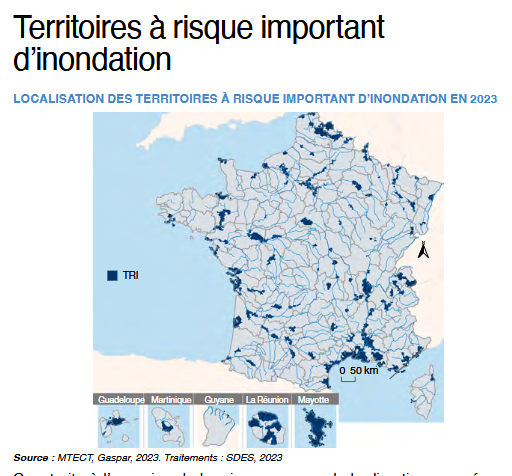 Territoires à risque important
d’inondation
LOCALISATION DES TERRITOIRES À RISQUE IMPORTANT D’INONDATION EN 2023
TRI
0 50 km
Guadeloupe Martinique Guyane La Réunion Mayotte
Source : MTECT, Gaspar, 2023. Traitements : SDES, 2023